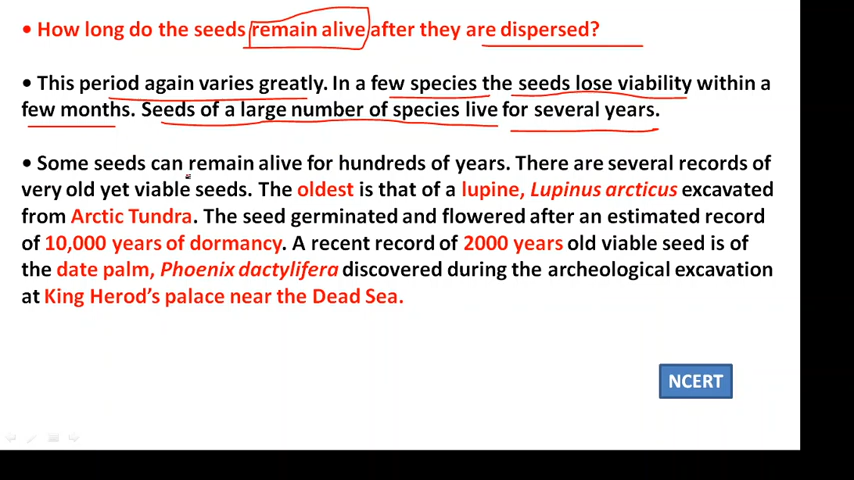 • How long do the seeds remain alive after they are dispersed?
• This period again varies greatly. In a few species the seeds lose viability within a
few months. Seeds of a large number of species live for several years.
• Some seeds can remain alive for hundreds of years. There are several records of
very old yet viable seeds. The oldest is that of a lupine, Lupinus arcticus excavated
from Arctic Tundra. The seed germinated and flowered after an estimated record
of 10,000 years of dormancy. A recent record of 2000 years old viable seed is of
the date palm, Phoenix dactylifera discovered during the archeological excavation
at King Herod's palace near the Dead Sea.
NCERT